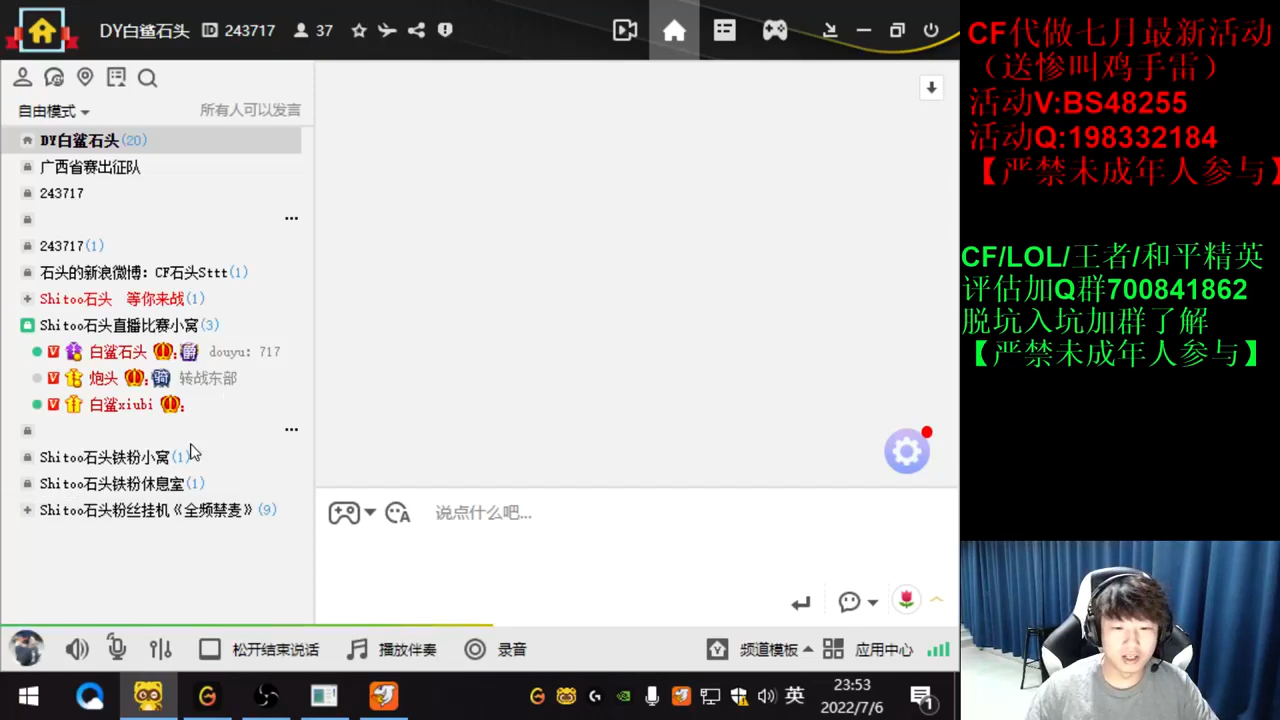 DY白鲨石头 ID 243717 37
自由模式 所有人可以发言
DY白鲨石头(20)
广西省赛出征队
243717
...
243717(1)
石头的新浪微博: CF石头Sttt(1)
Shitoo石头 等你来战(1)
Shitoo石头直播比赛小窝(3)
V 白鲨石头 : 爵 douyu: 717
V 炮头 : 骑 转战东部
V 白鲨xiubi :
...
Shitoo石头铁粉小窝(1)
Shitoo石头铁粉休息室(1)
Shitoo石头粉丝挂机《全频禁麦》(9)
说点什么吧...
松开结束说话 播放伴奏 录音 频道模板 应用中心
英 23:53
2022/7/6
1
CF代做七月最新活动
（送惨叫鸡手雷）
活动V:BS48255
活动Q:198332184
【严禁未成年人参与】
CF/LOL/王者/和平精英
评估加Q群700841862
脱坑入坑加群了解
【严禁未成年人参与】